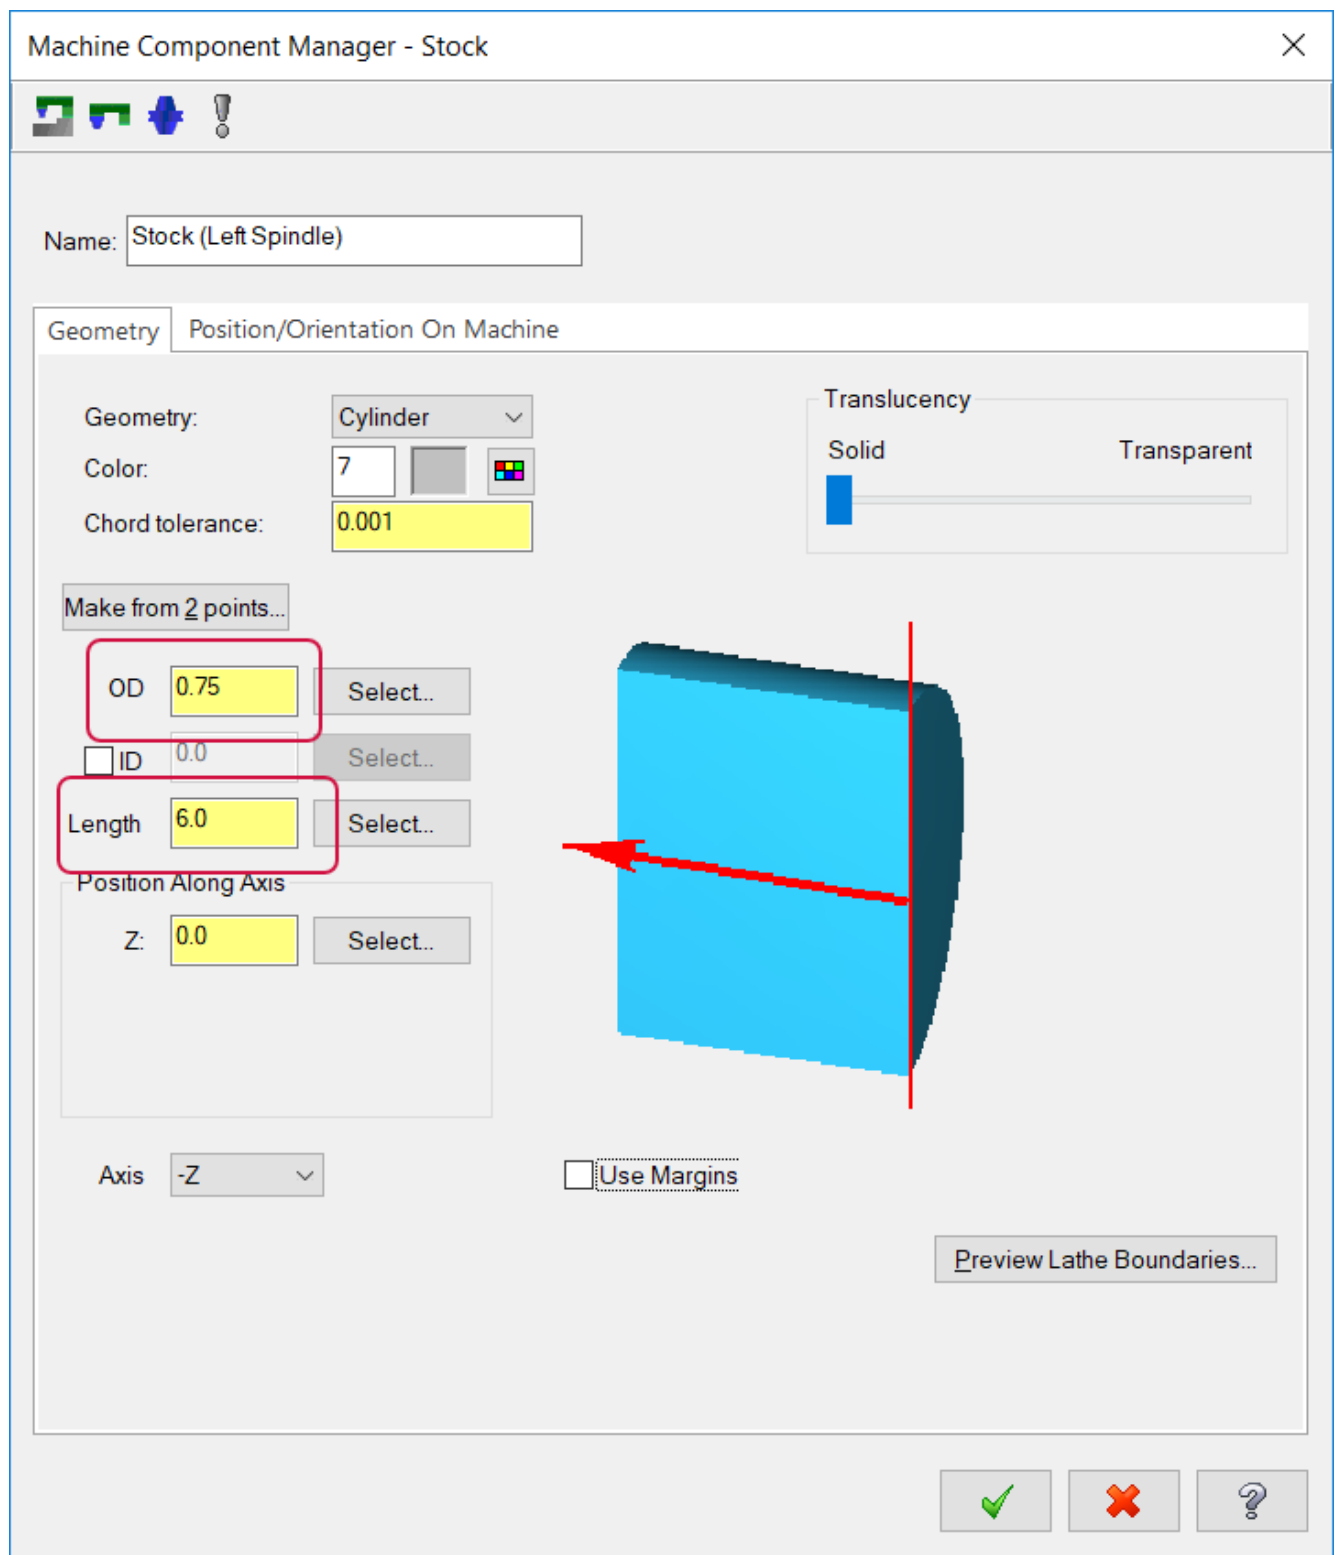 Machine Component Manager - Stock
Name: Stock (Left Spindle)
Geometry Position/Orientation On Machine
Geometry: Cylinder
Translucency
Color: 7
Solid Transparent
Chord tolerance: 0.001
Make from 2 points...
OD 0.75 Select...
ID 0.0 Select...
Length 6.0 Select...
Position Along Axis
Z: 0.0 Select...
Axis -Z
Use Margins
Preview Lathe Boundaries...